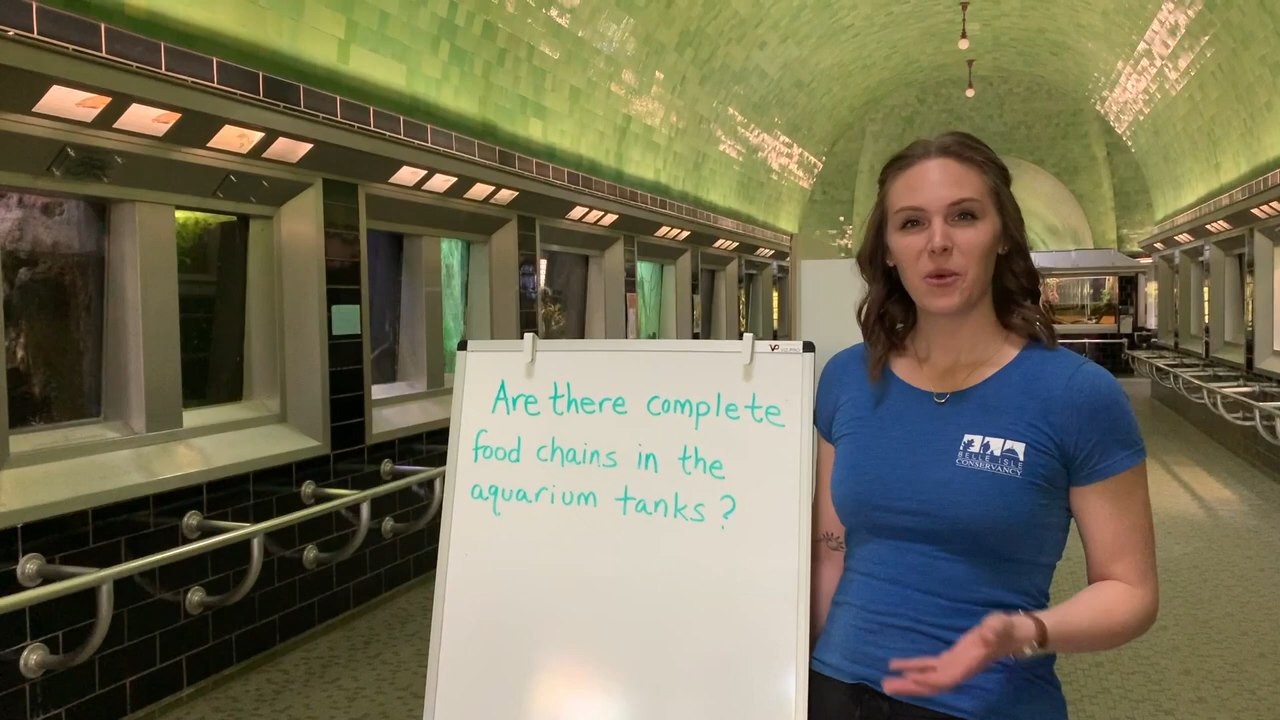 Are there complete
food chains in the
aquarium tanks?
BELLE ISLE
CONSERVANCY